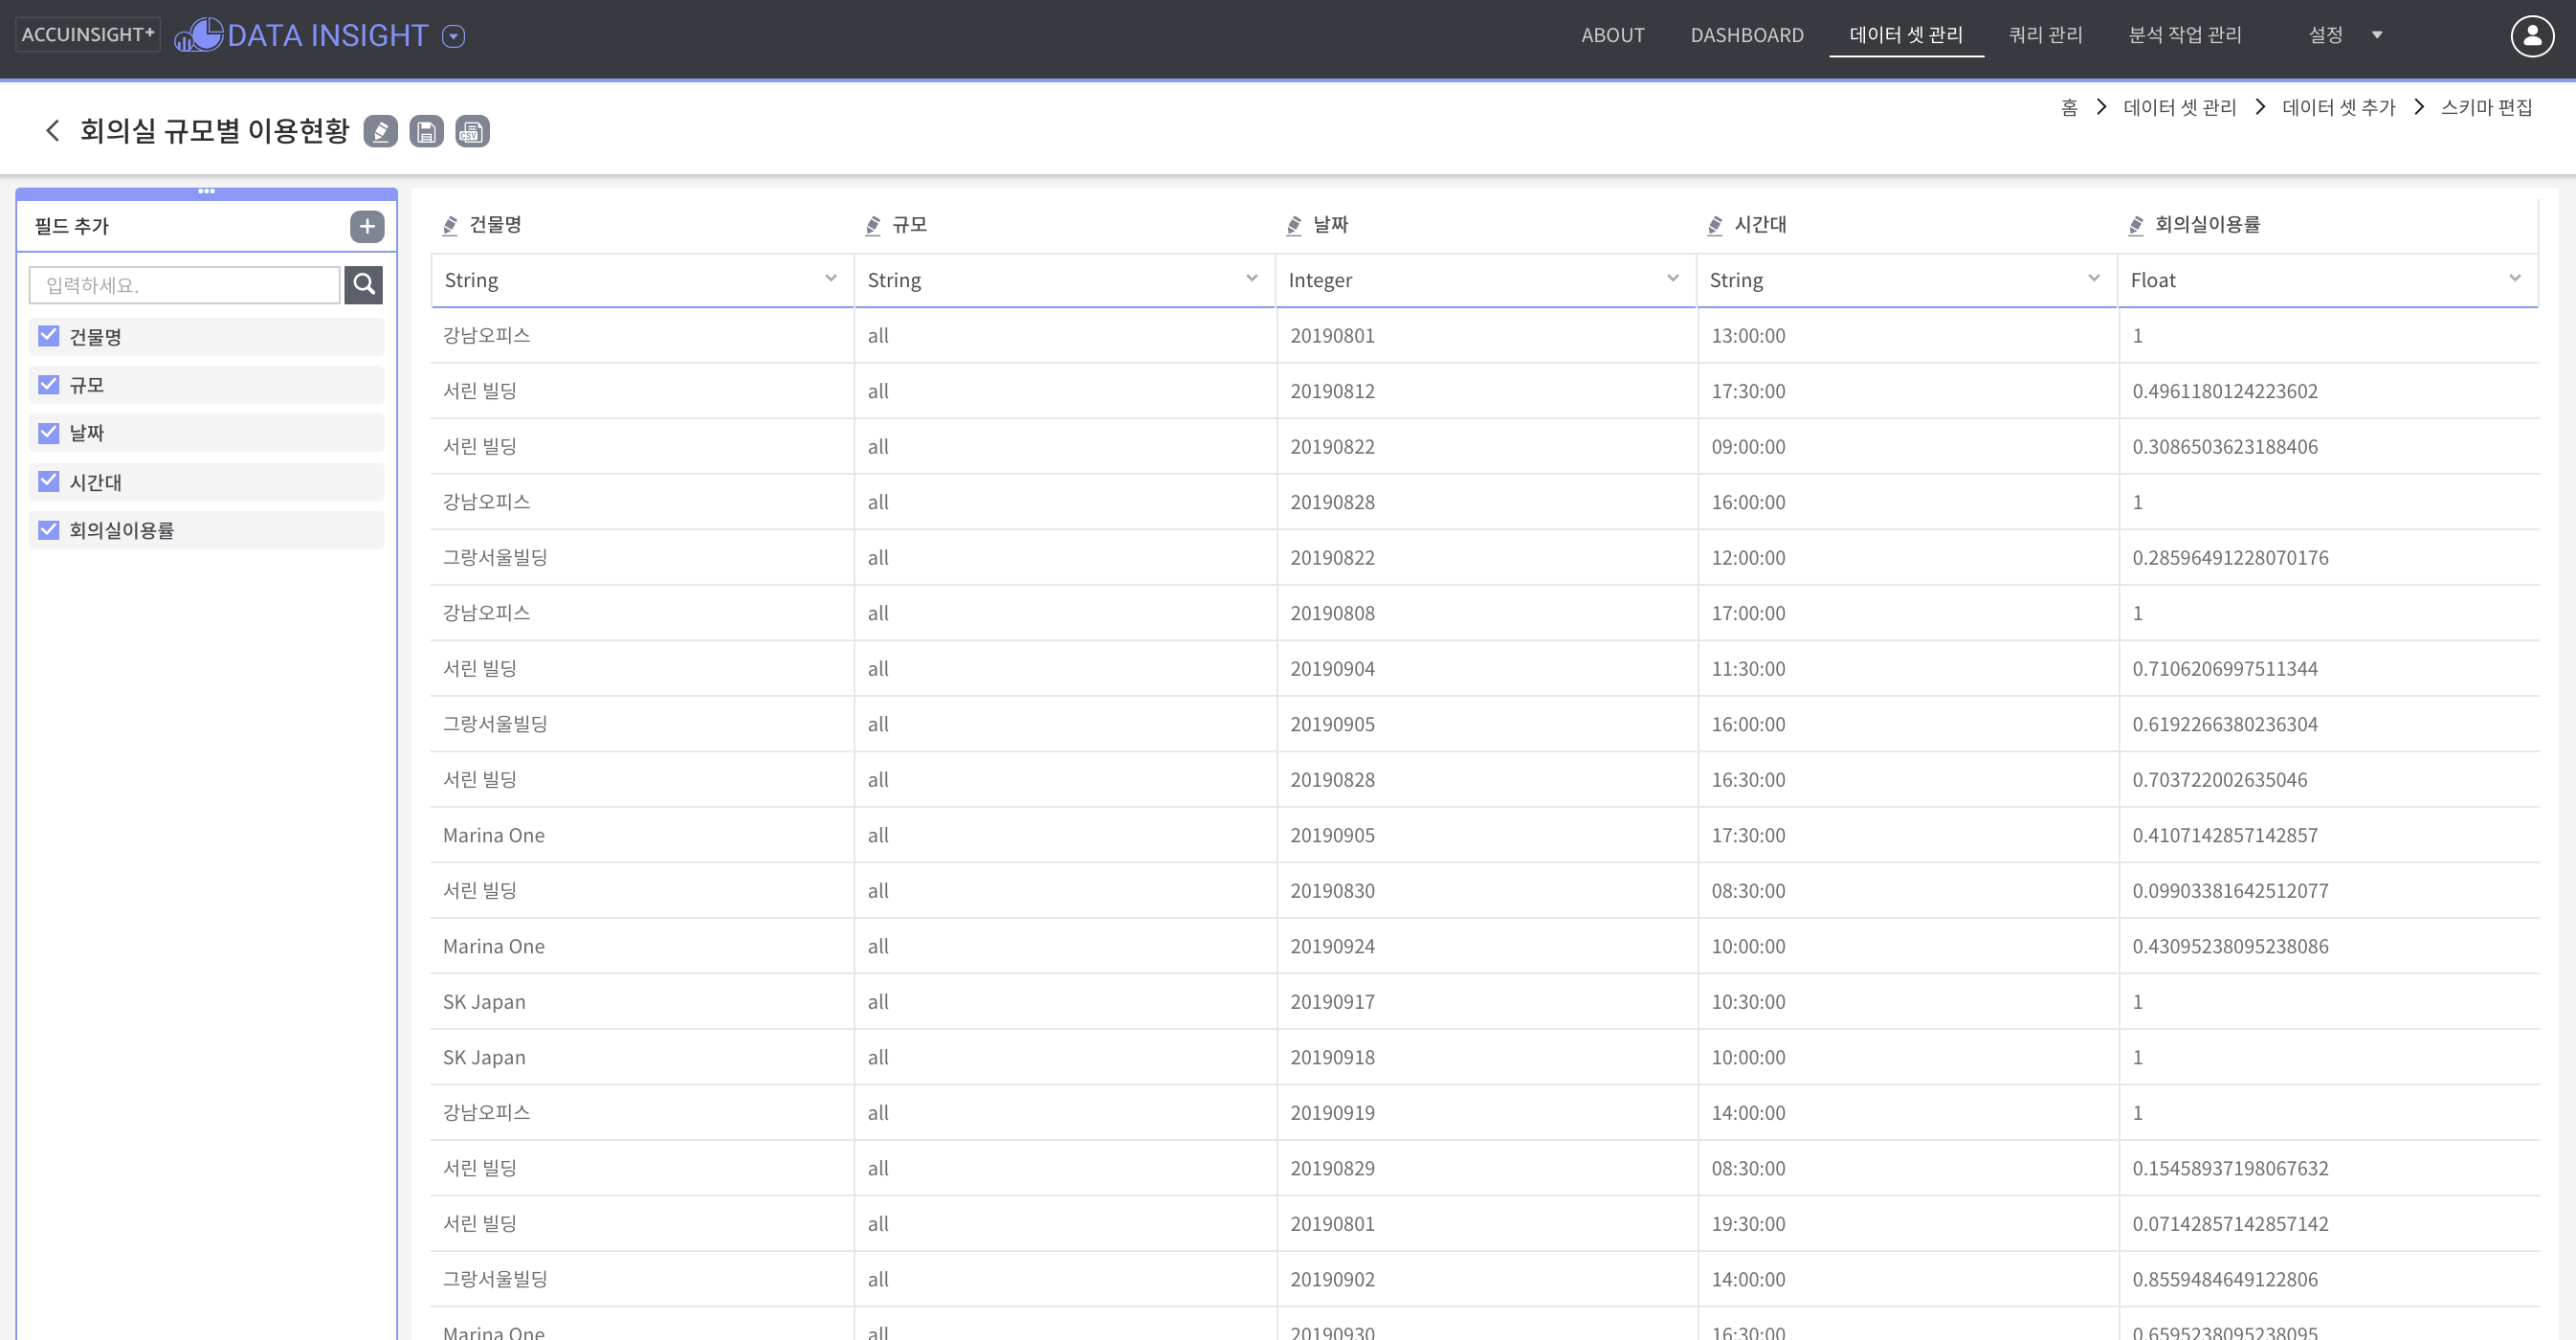 ACCUINSIGHT+ DATA INSIGHT ABOUT DASHBOARD 데이터 셋 관리 쿼리 관리 분석 작업 관리 설정
홈 > 데이터 셋 관리 > 데이터 셋 추가 > 스키마 편집
회의실 규모별 이용현황 CSV
필드 추가
입력하세요.
건물명
규모
날짜
시간대
회의실이용률
건물명 규모 날짜 시간대 회의실이용률
String String Integer String Float
강남오피스 all 20190801 13:00:00 1
서린 빌딩 all 20190812 17:30:00 0.4961180124223602
서린 빌딩 all 20190822 09:00:00 0.3086503623188406
강남오피스 all 20190828 16:00:00 1
그랑서울빌딩 all 20190822 12:00:00 0.28596491228070176
강남오피스 all 20190808 17:00:00 1
서린 빌딩 all 20190904 11:30:00 0.7106206997511344
그랑서울빌딩 all 20190905 16:00:00 0.6192266380236304
서린 빌딩 all 20190828 16:30:00 0.703722002635046
Marina One all 20190905 17:30:00 0.4107142857142857
서린 빌딩 all 20190830 08:30:00 0.09903381642512077
Marina One all 20190924 10:00:00 0.43095238095238086
SK Japan all 20190917 10:30:00 1
SK Japan all 20190918 10:00:00 1
강남오피스 all 20190919 14:00:00 1
서린 빌딩 all 20190829 08:30:00 0.15458937198067632
서린 빌딩 all 20190801 19:30:00 0.07142857142857142
그랑서울빌딩 all 20190902 14:00:00 0.8559484649122806
Marina One all 20190930 16:30:00 0.6595238095238095